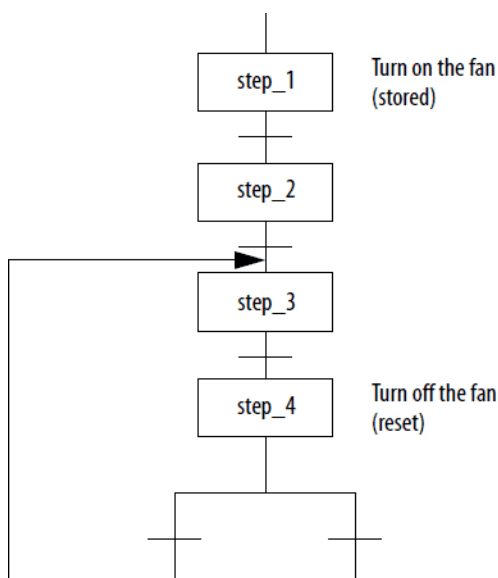 step_1
Turn on the fan
(stored)
step_2
step_3
step_4
Turn off the fan
(reset)